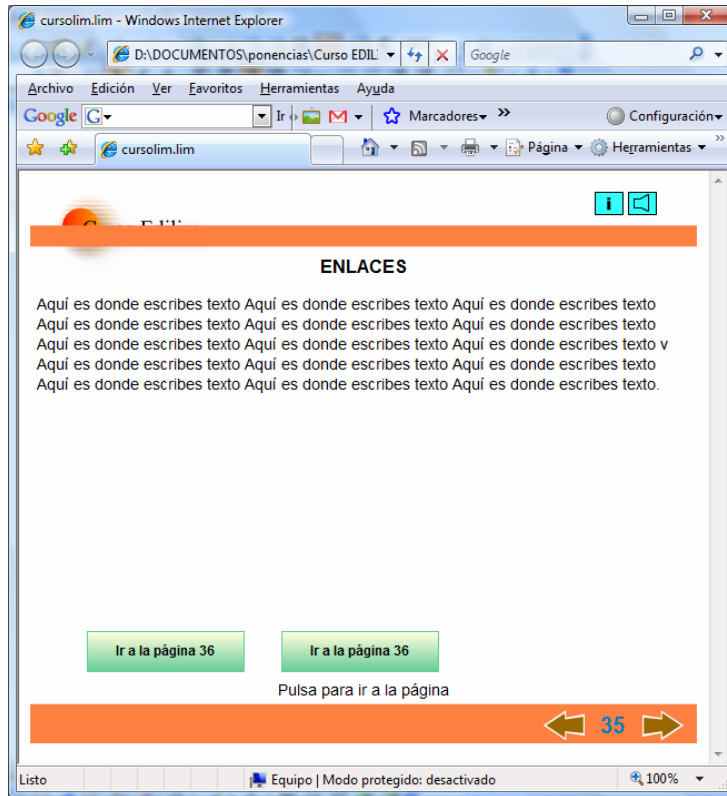 cursolim.lim - Windows Internet Explorer
D:\DOCUMENTOS\ponencias\Curso EDIL
Google
Archivo Edición Ver Favoritos Herramientas Ayuda
Google G Ir Marcadores » Configuración
cursolim.lim Página Herramientas »
i
ENLACES
Aquí es donde escribes texto Aquí es donde escribes texto Aquí es donde escribes texto
Aquí es donde escribes texto Aquí es donde escribes texto Aquí es donde escribes texto
Aquí es donde escribes texto Aquí es donde escribes texto Aquí es donde escribes texto v
Aquí es donde escribes texto Aquí es donde escribes texto Aquí es donde escribes texto
Aquí es donde escribes texto Aquí es donde escribes texto Aquí es donde escribes texto.
Ir a la página 36 Ir a la página 36
Pulsa para ir a la página
35
Listo Equipo | Modo protegido: desactivado 100%